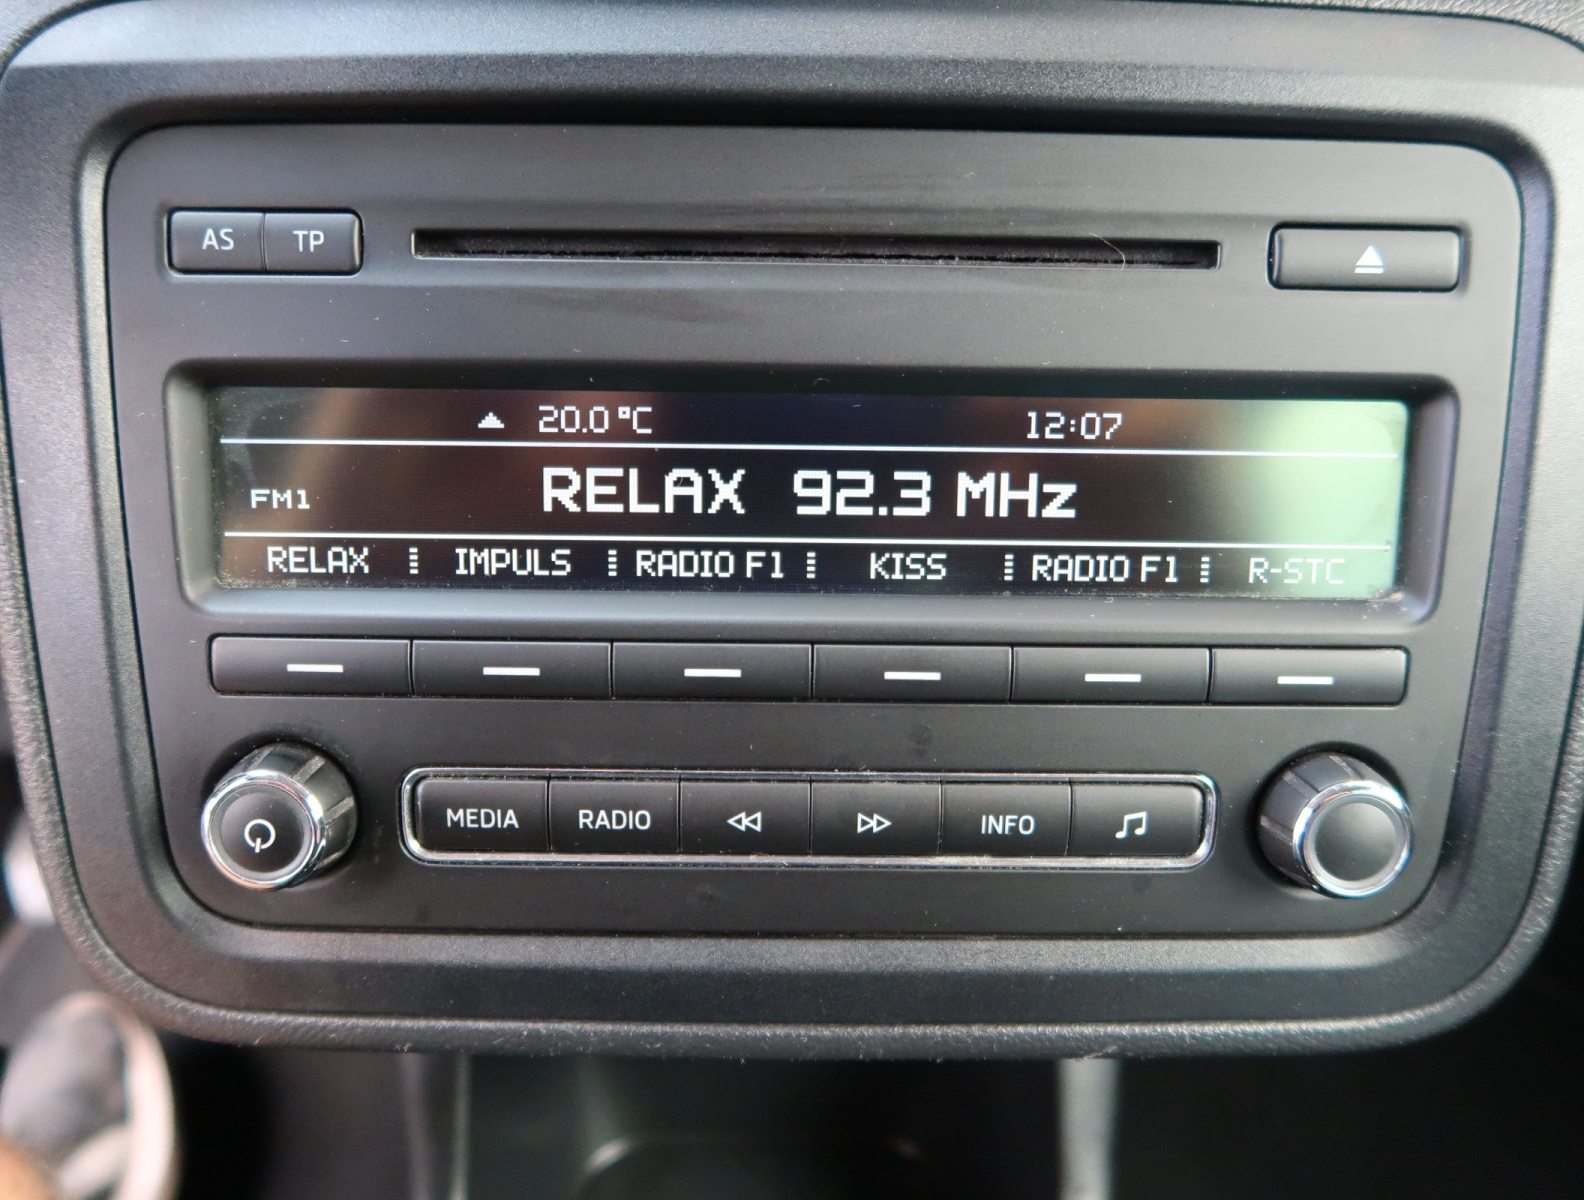 AS TP
20.0 °C 12:07
FM1 RELAX 92.3 MHz
RELAX IMPULS RADIO F1 KISS RADIO F1 R-STC
MEDIA RADIO INFO